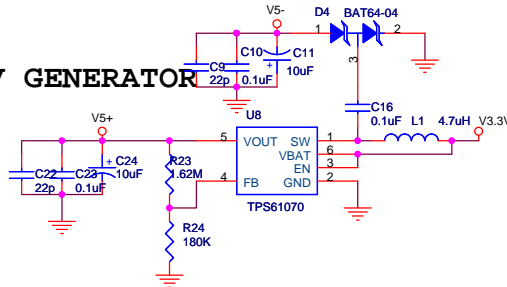 V5-
D4
BAT64-04
1
2
3
C9
22p
C10
0.1uF
C11
10uF
+
GENERATOR
C16
0.1uF
L1
4.7uH
V3.3V
V5+
U8
5
VOUT
SW
1
VBAT
6
EN
3
4
FB
GND
2
TPS61070
C22
22p
C23
0.1uF
+
C24
10uF
R23
1.62M
R24
180K